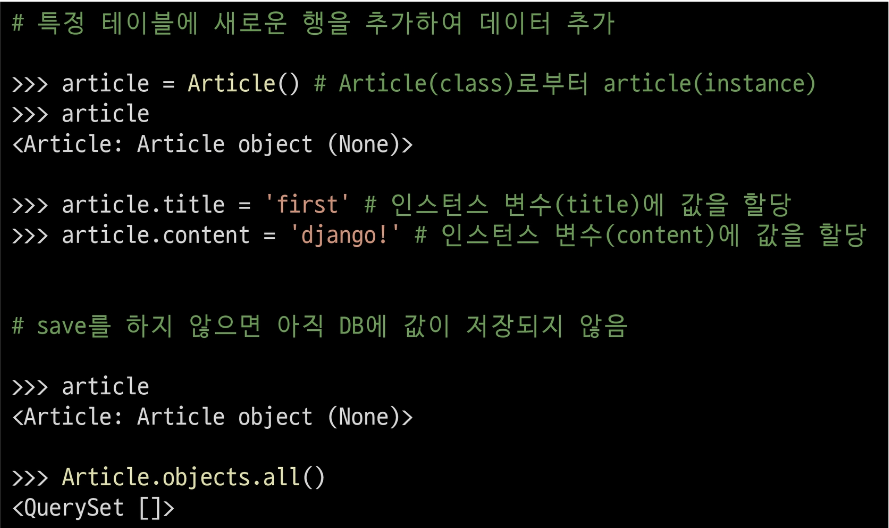 # 특정 테이블에 새로운 행을 추가하여 데이터 추가
>>> article = Article() # Article(class)로부터 article(instance)
>>> article
<Article: Article object (None)>
>>> article.title = 'first' # 인스턴스 변수(title)에 값을 할당
>>> article.content = 'django!' # 인스턴스 변수(content)에 값을 할당
# save를 하지 않으면 아직 DB에 값이 저장되지 않음
>>> article
<Article: Article object (None)>
>>> Article.objects.all()
<QuerySet []>